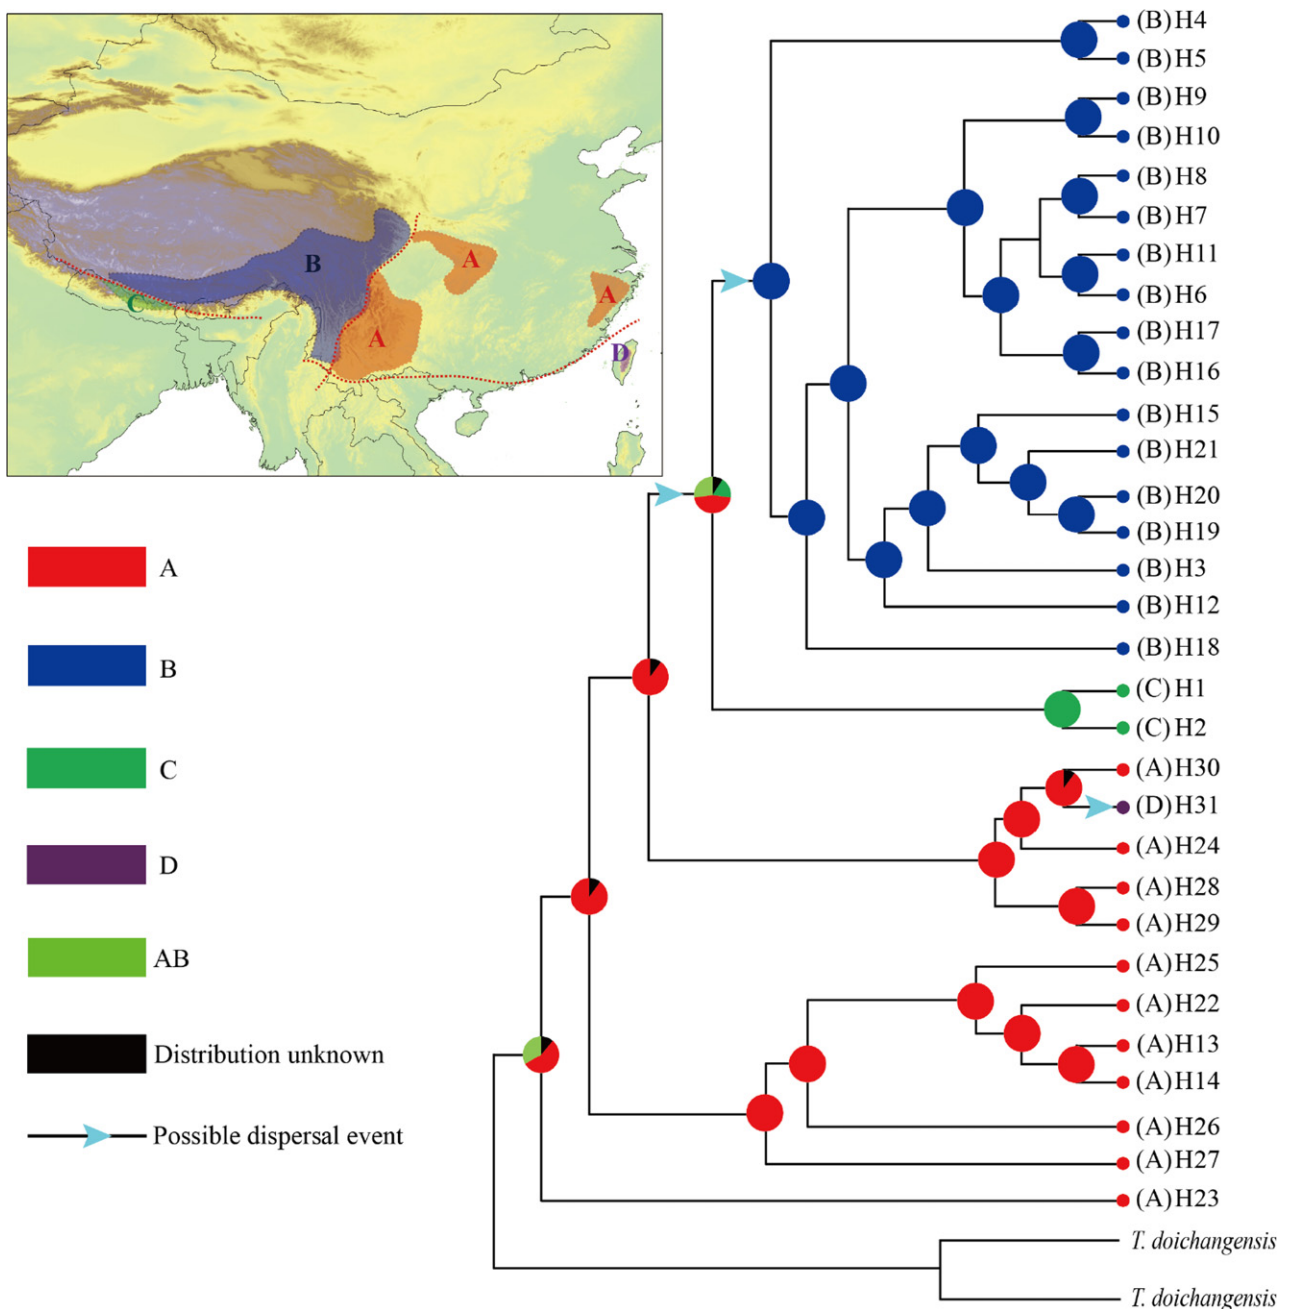 B
A
C
A
A
D
A
B
C
D
AB
Distribution unknown
Possible dispersal event
(B)H4
(B)H5
(B)H9
(B)H10
(B)H8
(B)H7
(B)H11
(B)H6
(B)H17
(B)H16
(B)H15
(B)H21
(B)H20
(B)H19
(B)H3
(B)H12
(B)H18
(C)H1
(C)H2
(A)H30
(D)H31
(A)H24
(A)H28
(A)H29
(A)H25
(A)H22
(A)H13
(A)H14
(A)H26
(A)H27
(A)H23
T. doichangensis
T. doichangensis